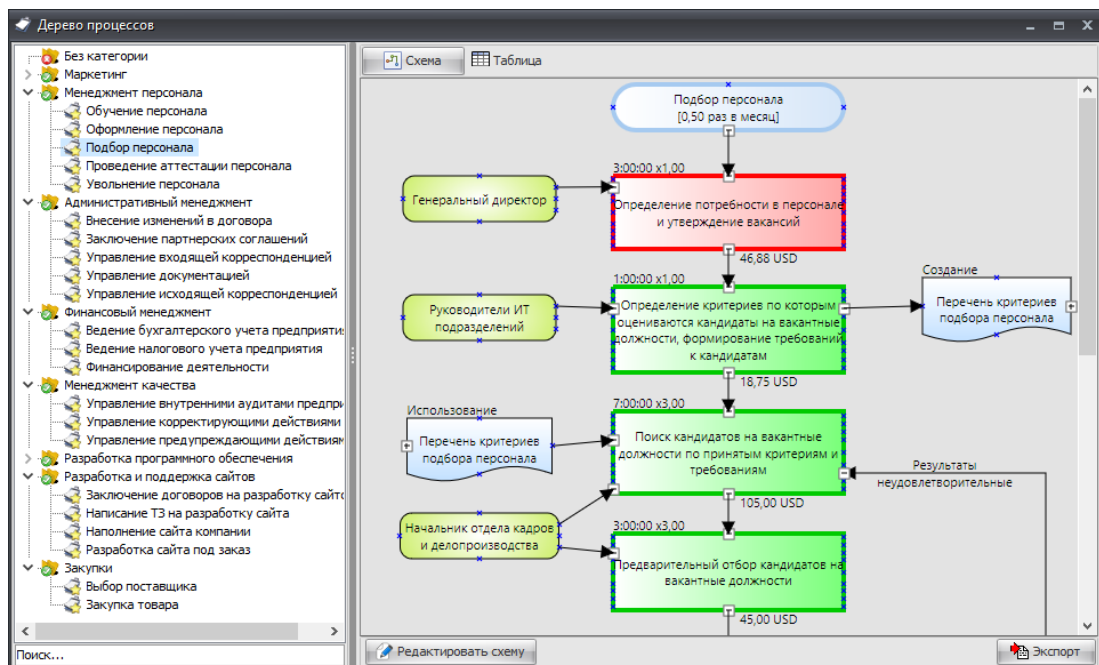 Дерево процессов
Без категории
Маркетинг
Менеджмент персонала
Обучение персонала
Оформление персонала
Подбор персонала
Проведение аттестации персонала
Увольнение персонала
Административный менеджмент
Внесение изменений в договора
Заключение партнерских соглашений
Управление входящей корреспонденцией
Управление документацией
Управление исходящей корреспонденцией
Финансовый менеджмент
Ведение бухгалтерского учета предприяти
Ведение налогового учета предприятия
Финансирование деятельности
Менеджмент качества
Управление внутренними аудитами предпри
Управление корректирующими действиями
Управление предупреждающими действиям
Разработка программного обеспечения
Разработка и поддержка сайтов
Заключение договоров на разработку сайто
Написание ТЗ на разработку сайта
Наполнение сайта компании
Разработка сайта под заказ
Закупки
Выбор поставщика
Закупка товара
Поиск...
Схема
Таблица
Подбор персонала
[0,50 раз в месяц]
3:00:00 x1,00
Генеральный директор
Определение потребности в персонале
и утверждение вакансий
46,88 USD
1:00:00 x1,00
Руководители ИТ
подразделений
Определение критериев по которым
оцениваются кандидаты на вакантные
должности, формирование требований
к кандидатам
Создание
Перечень критериев
подбора персонала
18,75 USD
7:00:00 x3,00
Использование
Перечень критериев
подбора персонала
Поиск кандидатов на вакантные
должности по принятым критериям и
требованиям
Результаты
неудовлетворительные
105,00 USD
Начальник отдела кадров
и делопроизводства
3:00:00 x3,00
Предварительный отбор кандидатов на
вакантные должности
45,00 USD
Редактировать схему
Экспорт